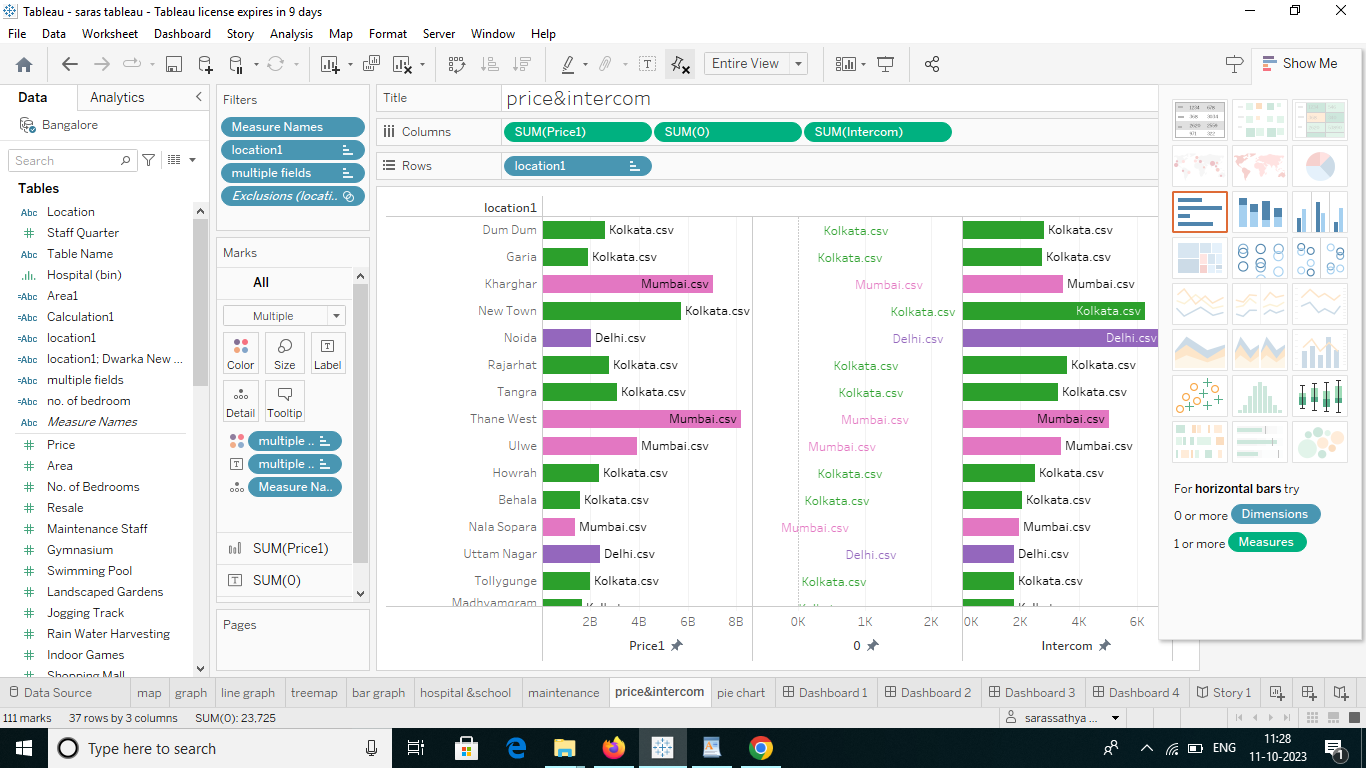 Tableau - saras tableau - Tableau license expires in 9 days
File Data Worksheet Dashboard Story Analysis Map Format Server Window Help
Entire View
Show Me
Data Analytics
Bangalore
Search
Tables
Abc Location
Staff Quarter
Abc Table Name
Hospital (bin)
=Abc Area1
=Abc Calculation1
=Abc location1
=Abc location1; Dwarka New ...
=Abc multiple fields
=Abc no. of bedroom
Abc Measure Names
Price
Area
No. of Bedrooms
Resale
Maintenance Staff
Gymnasium
Swimming Pool
Landscaped Gardens
Jogging Track
Rain Water Harvesting
Indoor Games
Shopping Mall
Filters
Measure Names
location1
multiple fields
Exclusions (locati..
Marks
All
Multiple
Color Size Label
Detail Tooltip
multiple ..
multiple ..
Measure Na..
SUM(Price1)
SUM(0)
Pages
Title price&intercom
Columns SUM(Price1) SUM(0) SUM(Intercom)
Rows location1
location1
Dum Dum Kolkata.csv Kolkata.csv Kolkata.csv
Garia Kolkata.csv Kolkata.csv Kolkata.csv
Kharghar Mumbai.csv Mumbai.csv Mumbai.csv
New Town Kolkata.csv Kolkata.csv Kolkata.csv
Noida Delhi.csv Delhi.csv Delhi.csv
Rajarhat Kolkata.csv Kolkata.csv Kolkata.csv
Tangra Kolkata.csv Kolkata.csv Kolkata.csv
Thane West Mumbai.csv Mumbai.csv Mumbai.csv
Ulwe Mumbai.csv Mumbai.csv Mumbai.csv
Howrah Kolkata.csv Kolkata.csv Kolkata.csv
Behala Kolkata.csv Kolkata.csv Kolkata.csv
Nala Sopara Mumbai.csv Mumbai.csv Mumbai.csv
Uttam Nagar Delhi.csv Delhi.csv Delhi.csv
Tollygunge Kolkata.csv Kolkata.csv Kolkata.csv
Madhyamgram
2B 4B 6B 8B 0K 1K 2K 0K 2K 4K 6K
Price1 0 Intercom
For horizontal bars try
0 or more Dimensions
1 or more Measures
Data Source map graph line graph treemap bar graph hospital &school maintenance price&intercom pie chart Dashboard 1 Dashboard 2 Dashboard 3 Dashboard 4 Story 1
111 marks 37 rows by 3 columns SUM(0): 23,725 sarassathya ...
Type here to search
ENG
11:28
11-10-2023
1